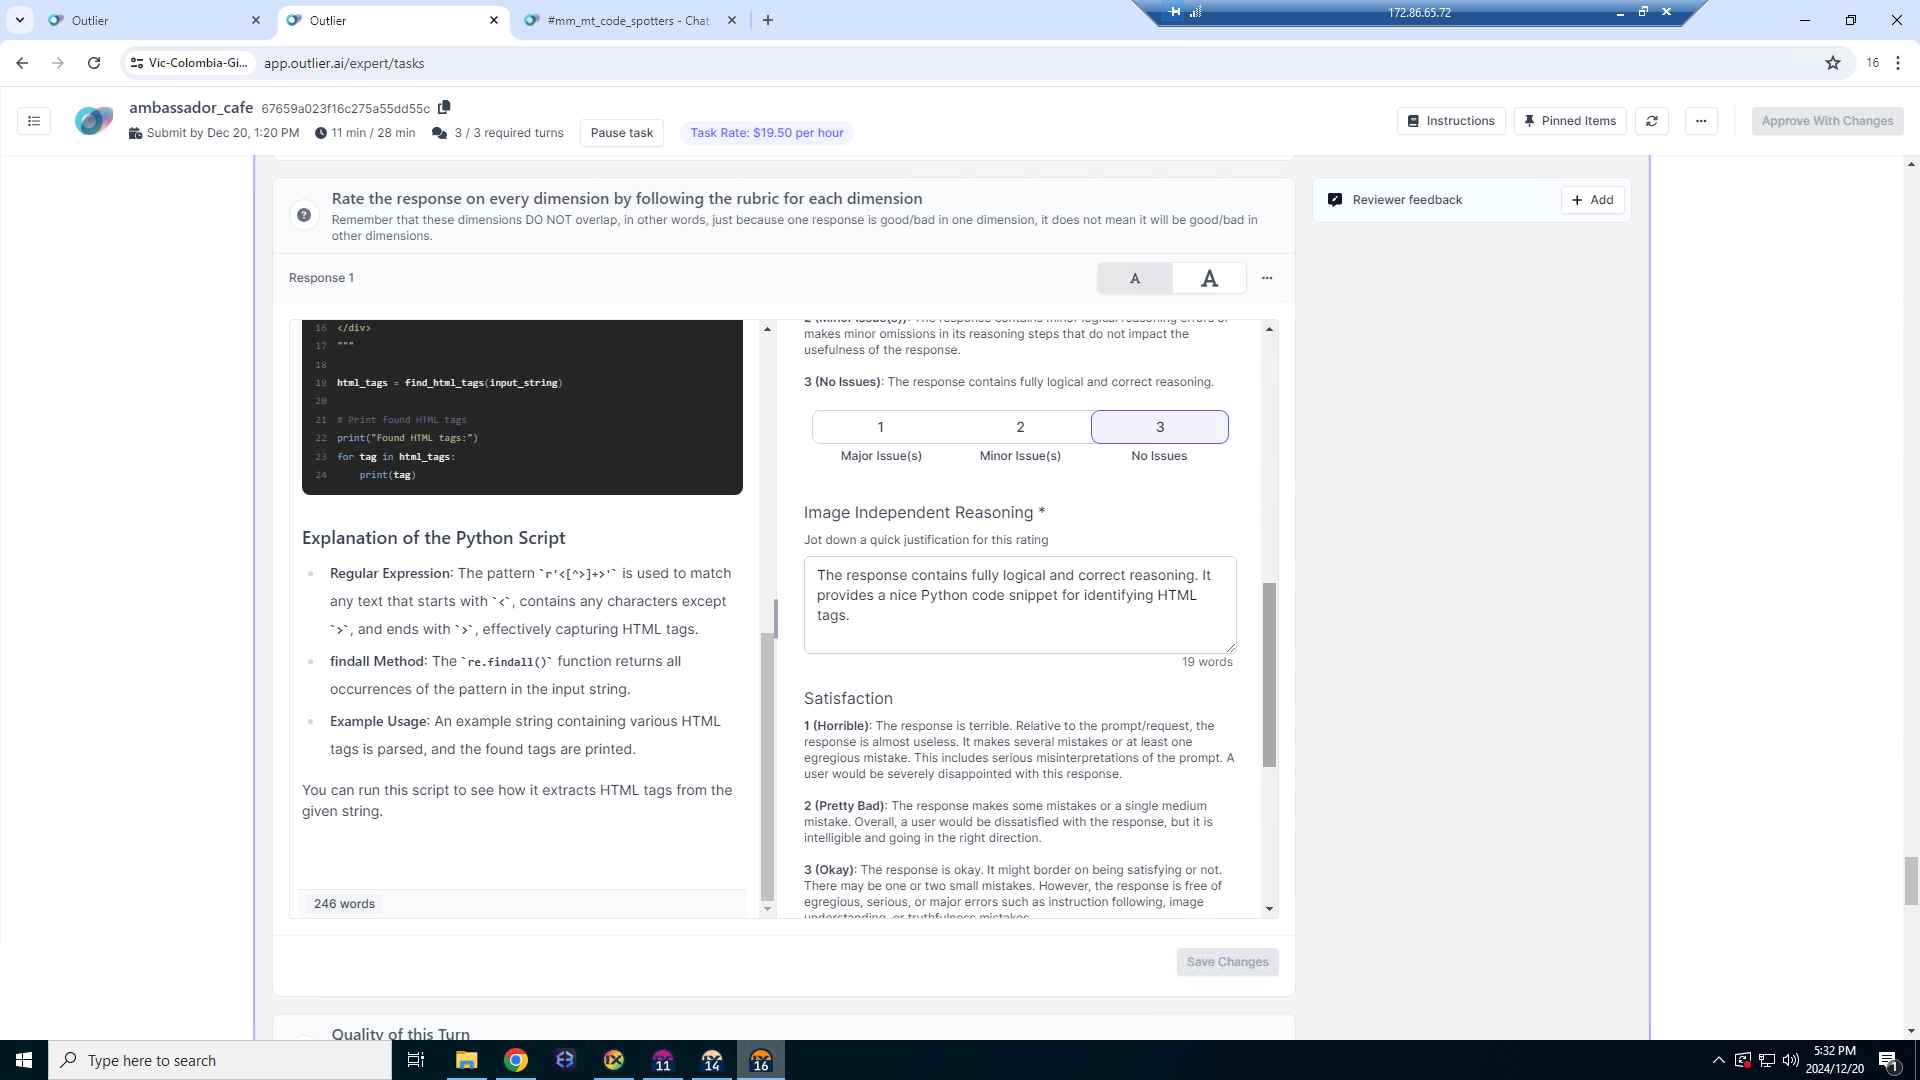 Outlier
Outlier
#mm_mt_code_spotters - Chat
172.86.65.72
Vic-Colombia-Gi...
app.outlier.ai/expert/tasks
16
ambassador_cafe 67659a023f16c275a55dd55c
Submit by Dec 20, 1:20 PM
11 min / 28 min
3 / 3 required turns
Pause task
Task Rate: $19.50 per hour
Instructions
Pinned Items
Approve With Changes
Rate the response on every dimension by following the rubric for each dimension
Remember that these dimensions DO NOT overlap, in other words, just because one response is good/bad in one dimension, it does not mean it will be good/bad in
other dimensions.
Reviewer feedback
Add
Response 1
A
A
16 </div>
17 """
18
19 html_tags = find_html_tags(input_string)
20
21 # Print found HTML tags
22 print("Found HTML tags:")
23 for tag in html_tags:
24 print(tag)
Explanation of the Python Script
Regular Expression: The pattern `r'<[^>]+>'` is used to match
any text that starts with `<`, contains any characters except
`>`, and ends with `>`, effectively capturing HTML tags.
findall Method: The `re.findall()` function returns all
occurrences of the pattern in the input string.
Example Usage: An example string containing various HTML
tags is parsed, and the found tags are printed.
You can run this script to see how it extracts HTML tags from the
given string.
246 words
2 (Minor Issue(s)): The response contains minor logical reasoning errors or
makes minor omissions in its reasoning steps that do not impact the
usefulness of the response.
3 (No Issues): The response contains fully logical and correct reasoning.
1
2
3
Major Issue(s)
Minor Issue(s)
No Issues
Image Independent Reasoning *
Jot down a quick justification for this rating
The response contains fully logical and correct reasoning. It
provides a nice Python code snippet for identifying HTML
tags.
19 words
Satisfaction
1 (Horrible): The response is terrible. Relative to the prompt/request, the
response is almost useless. It makes several mistakes or at least one
egregious mistake. This includes serious misinterpretations of the prompt. A
user would be severely disappointed with this response.
2 (Pretty Bad): The response makes some mistakes or a single medium
mistake. Overall, a user would be dissatisfied with the response, but it is
intelligible and going in the right direction.
3 (Okay): The response is okay. It might border on being satisfying or not.
There may be one or two small mistakes. However, the response is free of
egregious, serious, or major errors such as instruction following, image
understanding, or truthfulness mistakes.
Save Changes
Quality of this Turn
Type here to search
11
14
16
5:32 PM
2024/12/20
1